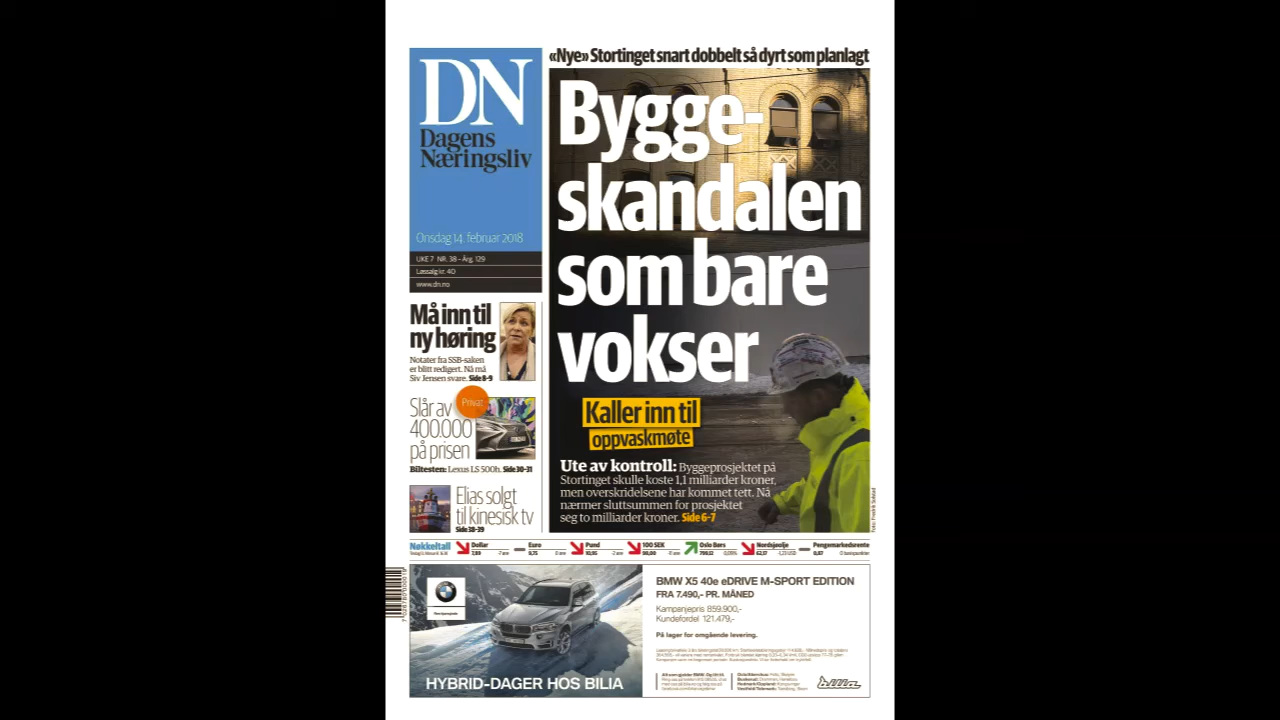 «Nye» Stortinget snart dobbelt så dyrt som planlagt
DN
Dagens
Næringsliv
Onsdag 14. februar 2018
UKE 7 NR. 38 – Årg. 129
Løssalg kr. 40
www.dn.no
Bygge-
skandalen
som bare
vokser
Kaller inn til
oppvaskmøte
Ute av kontroll: Byggeprosjektet på
Stortinget skulle koste 1,1 milliarder kroner,
men overskridelsene har kommet tett. Nå
nærmer sluttsummen for prosjektet
seg to milliarder kroner. Side 6-7
Må inn til
ny høring
Notater fra SSB-saken
er blitt redigert. Nå må
Siv Jensen svare. Side 8-9
Privat
Slår av
400.000
på prisen
Biltesten: Lexus LS 500h. Side 30-31
Elias solgt
til kinesisk tv
Side 38-39
Nøkkeltall
Dollar
Euro
Pund
100 SEK
Oslo Børs
Nordsjøolje
Pengemarkedsrente
BMW X5 40e eDRIVE M-SPORT EDITION
FRA 7.490,- PR. MÅNED
Kampanjepris 859.900,-
Kundefordel 121.479,-
På lager for omgående levering.
HYBRID-DAGER HOS BILIA
bilia